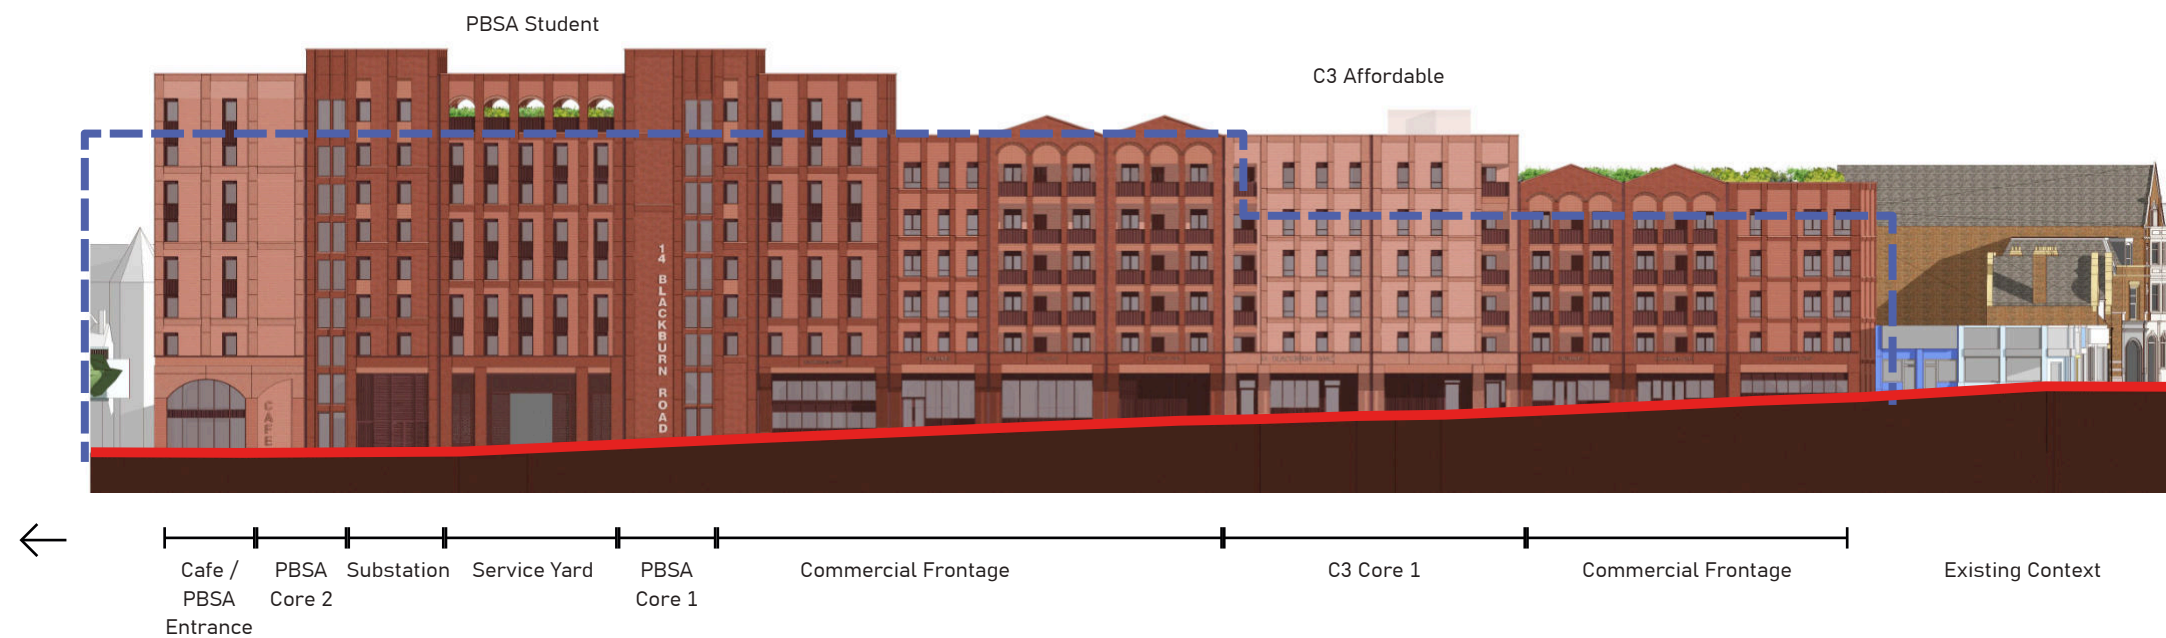 PBSA Student
C3 Affordable
14 BLACKBURN ROAD
CAFE
Cafe /
PBSA
Entrance
PBSA
Core 2
Substation
Service Yard
PBSA
Core 1
Commercial Frontage
C3 Core 1
Commercial Frontage
Existing Context